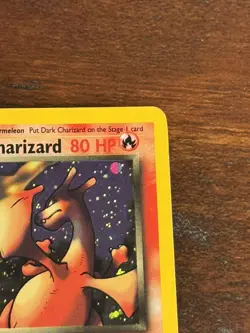 rmeleon Put Dark Charizard on the Stage 1 card
harizard 80 HP